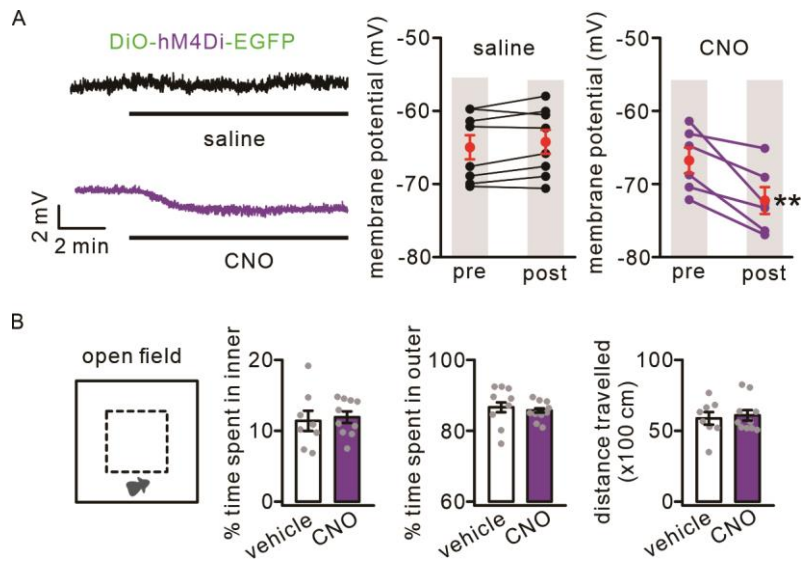 A
DiO-hM4Di-EGFP
saline
2 mV
2 min
CNO
membrane potential (mV)
-50
-60
-70
-80
saline
pre
post
membrane potential (mV)
-50
-60
-70
-80
CNO
**
pre
post
B
open field
% time spent in inner
20
10
0
vehicle
CNO
% time spent in outer
100
80
60
vehicle
CNO
distance travelled
(x100 cm)
100
50
0
vehicle
CNO